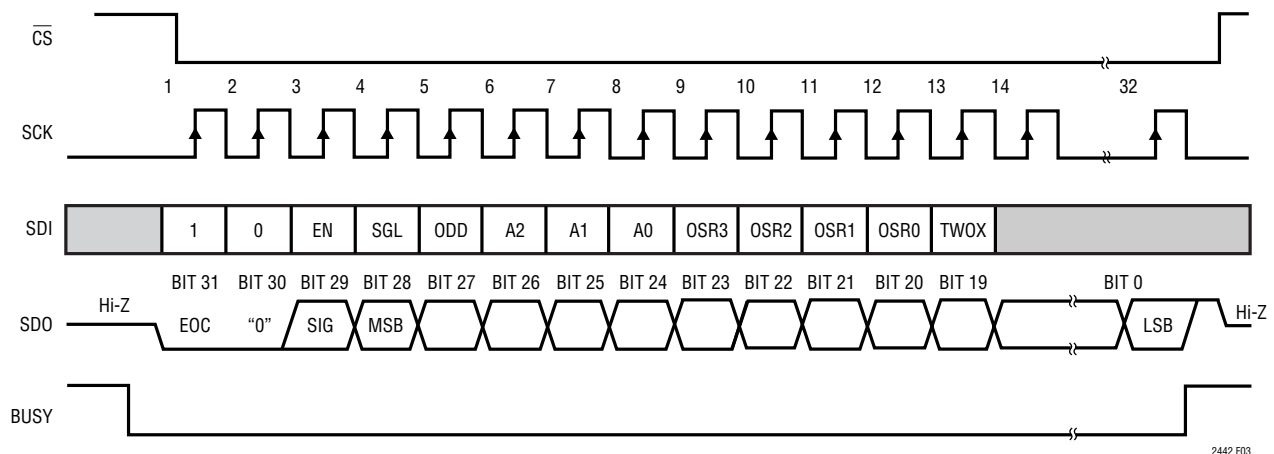 CS
1 2 3 4 5 6 7 8 9 10 11 12 13 14 32
SCK
SDI 1 0 EN SGL ODD A2 A1 A0 OSR3 OSR2 OSR1 OSR0 TWOX
BIT 31 BIT 30 BIT 29 BIT 28 BIT 27 BIT 26 BIT 25 BIT 24 BIT 23 BIT 22 BIT 21 BIT 20 BIT 19 BIT 0
SDO Hi-Z EOC “0” SIG MSB LSB Hi-Z
BUSY
2442 F03